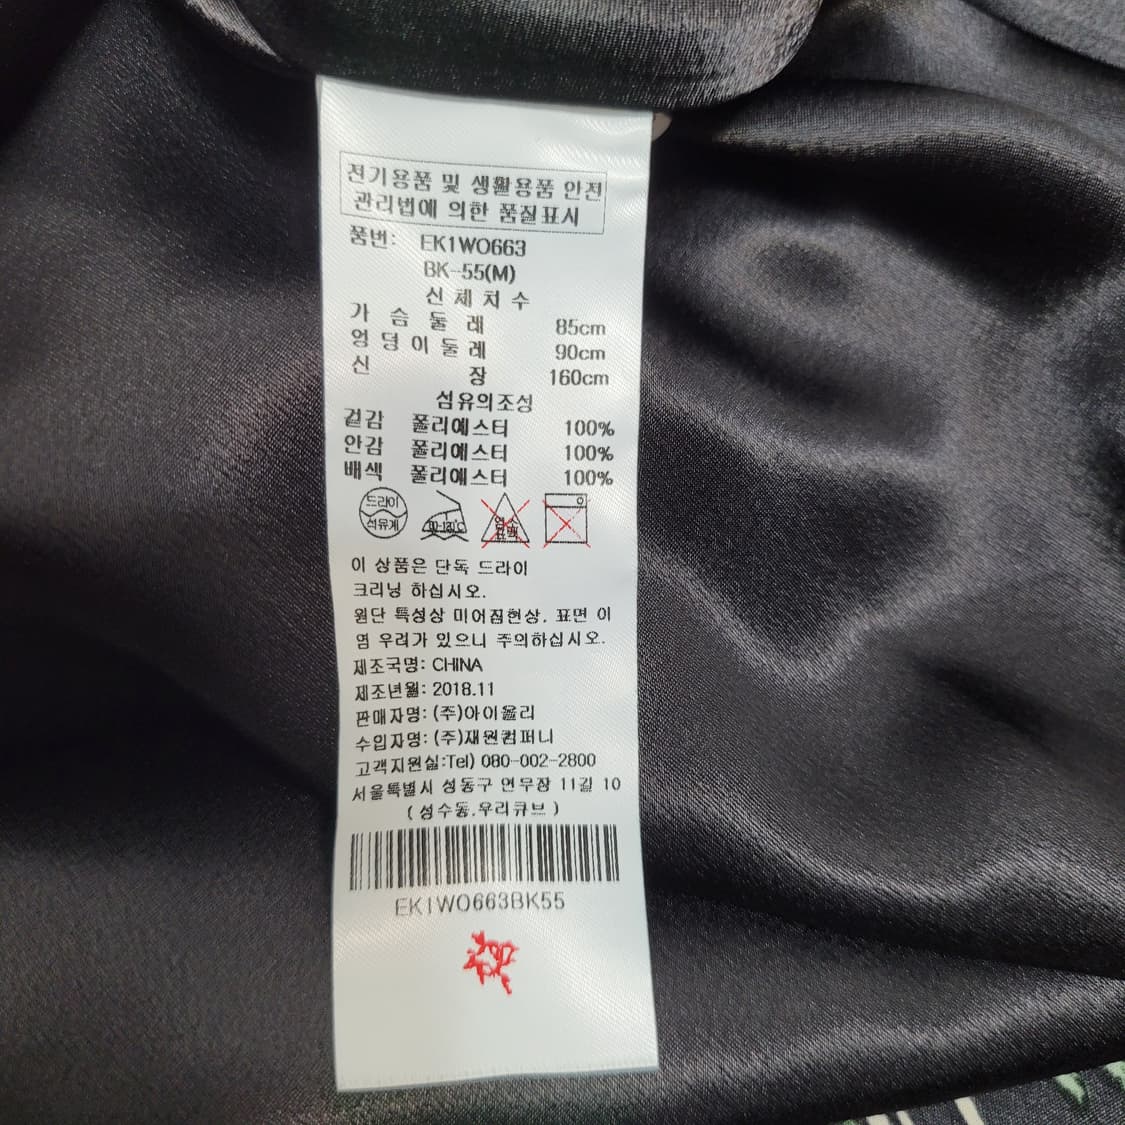 전기용품 및 생활용품 안전
관리법에 의한 품질표시
품번: EK1WO663
BK-55(M)
신 체 치 수
가 슴 둘 레 85cm
엉 덩 이 둘 레 90cm
신 장 160cm
섬유의조성
겉감 폴리에스터 100%
안감 폴리에스터 100%
배색 폴리에스터 100%
드라이
석유계
염소
표백
이 상품은 단독 드라이
크리닝 하십시오.
원단 특성상 미어짐현상, 표면 이
염 우려가 있으니 주의하십시오.
제조국명: CHINA
제조년월: 2018.11
판매자명: (주)아이올리
수입자명: (주)재원컴퍼니
고객지원실:Tel) 080-002-2800
서울특별시 성동구 연무장 11길 10
(성수동,우리큐브)
EK1WO663BK55